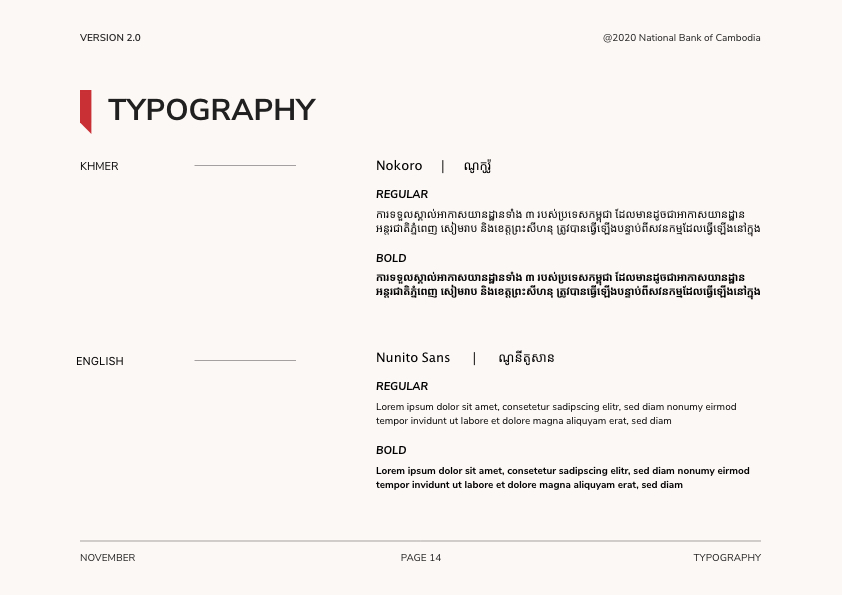 VERSION 2.0
@2020 National Bank of Cambodia
TYPOGRAPHY
KHMER
Nokoro | ណូកូរ៉ូ
REGULAR
ការទទួលស្គាល់អាកាសយានដ្ឋានទាំង ៣ របស់ប្រទេសកម្ពុជា ដែលមានដូចជាអាកាសយានដ្ឋាន
អន្តរជាតិភ្នំពេញ សៀមរាប និងខេត្តព្រះសីហនុ ត្រូវបានធ្វើឡើងបន្ទាប់ពីសវនកម្មដែលធ្វើឡើងនៅក្នុង
BOLD
ការទទួលស្គាល់អាកាសយានដ្ឋានទាំង ៣ របស់ប្រទេសកម្ពុជា ដែលមានដូចជាអាកាសយានដ្ឋាន
អន្តរជាតិភ្នំពេញ សៀមរាប និងខេត្តព្រះសីហនុ ត្រូវបានធ្វើឡើងបន្ទាប់ពីសវនកម្មដែលធ្វើឡើងនៅក្នុង
ENGLISH
Nunito Sans | ណូនីតូសាន
REGULAR
Lorem ipsum dolor sit amet, consetetur sadipscing elitr, sed diam nonumy eirmod
tempor invidunt ut labore et dolore magna aliquyam erat, sed diam
BOLD
Lorem ipsum dolor sit amet, consetetur sadipscing elitr, sed diam nonumy eirmod
tempor invidunt ut labore et dolore magna aliquyam erat, sed diam
NOVEMBER
PAGE 14
TYPOGRAPHY